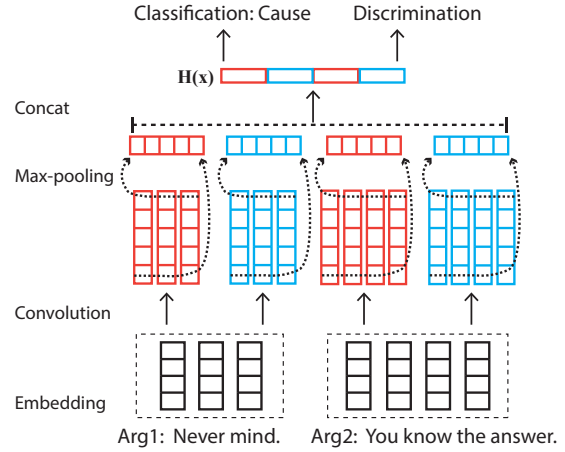 Classification: Cause Discrimination
H(x)
Concat
Max-pooling
Convolution
Embedding
Arg1: Never mind. Arg2: You know the answer.